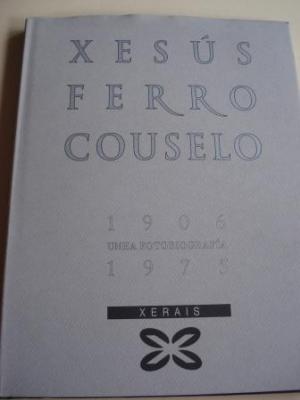 XESÚS
FERRO
COUSELO
1906
UNHA FOTOBIOGRAFÍA
1975
XERAIS